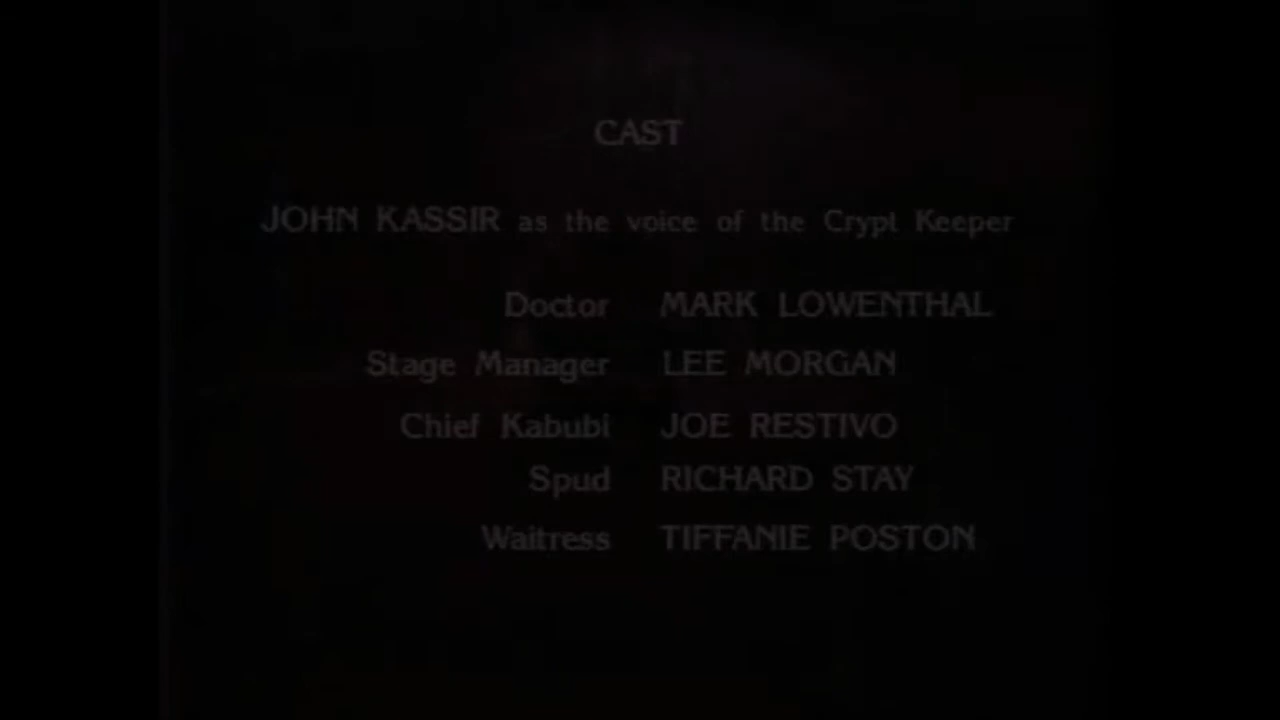 CAST
JOHN KASSIR as the voice of the Crypt Keeper
Doctor MARK LOWENTHAL
Stage Manager LEE MORGAN
Chief Kabubi JOE RESTIVO
Spud RICHARD STAY
Waitress TIFFANIE POSTON